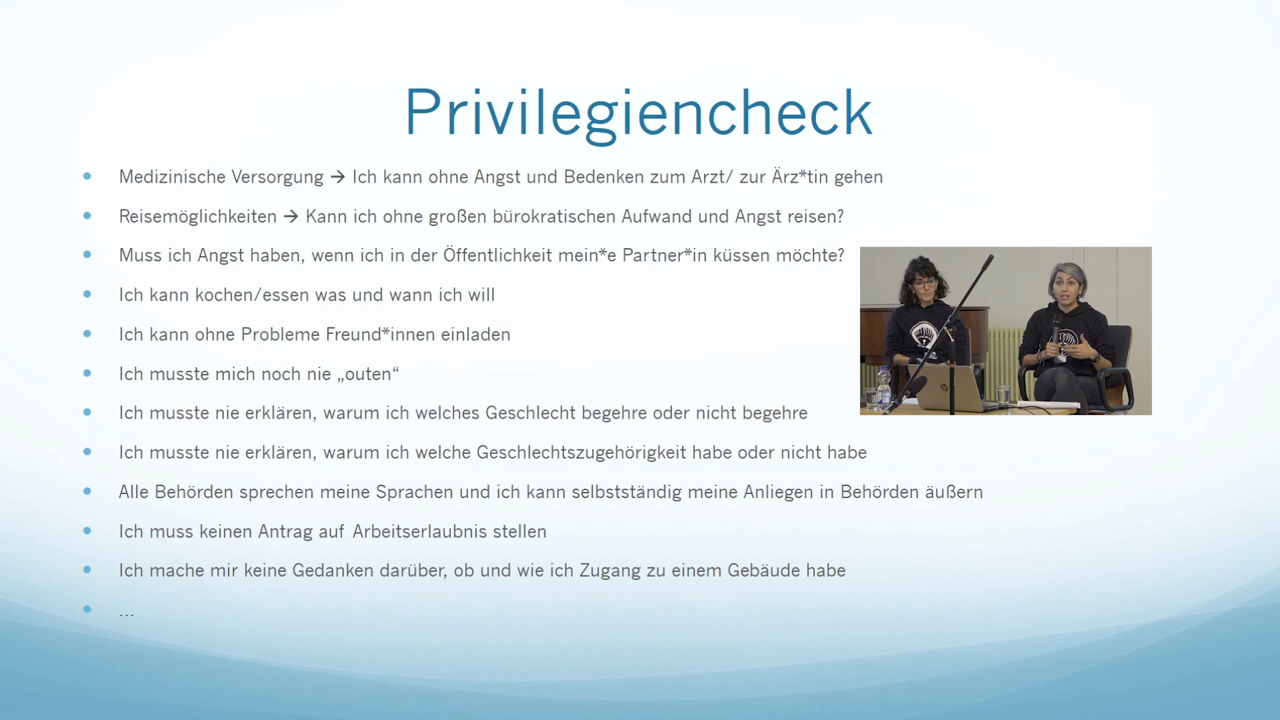 Privilegiencheck
• Medizinische Versorgung → Ich kann ohne Angst und Bedenken zum Arzt/ zur Ärz*tin gehen
• Reisemöglichkeiten → Kann ich ohne großen bürokratischen Aufwand und Angst reisen?
• Muss ich Angst haben, wenn ich in der Öffentlichkeit mein*e Partner*in küssen möchte?
• Ich kann kochen/essen was und wann ich will
• Ich kann ohne Probleme Freund*innen einladen
• Ich musste mich noch nie „outen“
• Ich musste nie erklären, warum ich welches Geschlecht begehre oder nicht begehre
• Ich musste nie erklären, warum ich welche Geschlechtszugehörigkeit habe oder nicht habe
• Alle Behörden sprechen meine Sprachen und ich kann selbstständig meine Anliegen in Behörden äußern
• Ich muss keinen Antrag auf Arbeitserlaubnis stellen
• Ich mache mir keine Gedanken darüber, ob und wie ich Zugang zu einem Gebäude habe
• ...